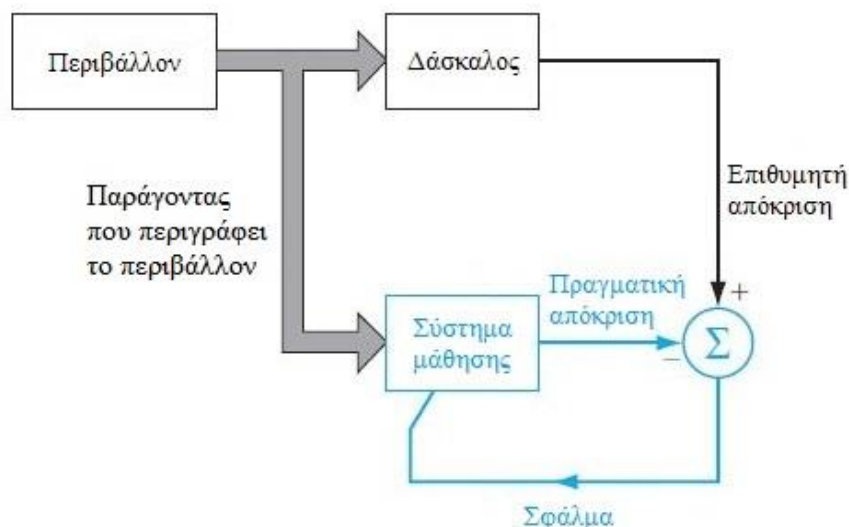 Περιβάλλον
Δάσκαλος
Παράγοντας
που περιγράφει
το περιβάλλον
Επιθυμητή
απόκριση
Πραγματική
απόκριση
+
Σύστημα
μάθησης
−
Σ
Σφάλμα